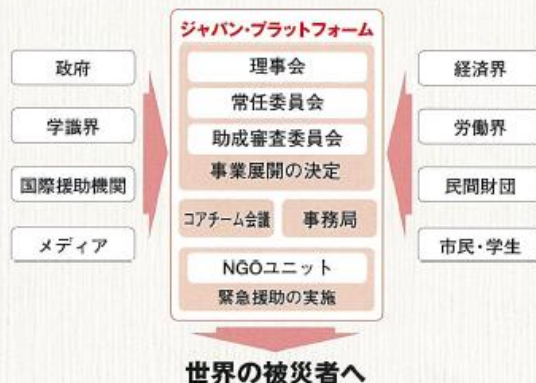 ジャパン・プラットフォーム
政府
学識界
国際援助機関
メディア
理事会
常任委員会
助成審査委員会
事業展開の決定
コアチーム会議
事務局
NGOユニット
緊急援助の実施
経済界
労働界
民間財団
市民・学生
世界の被災者へ